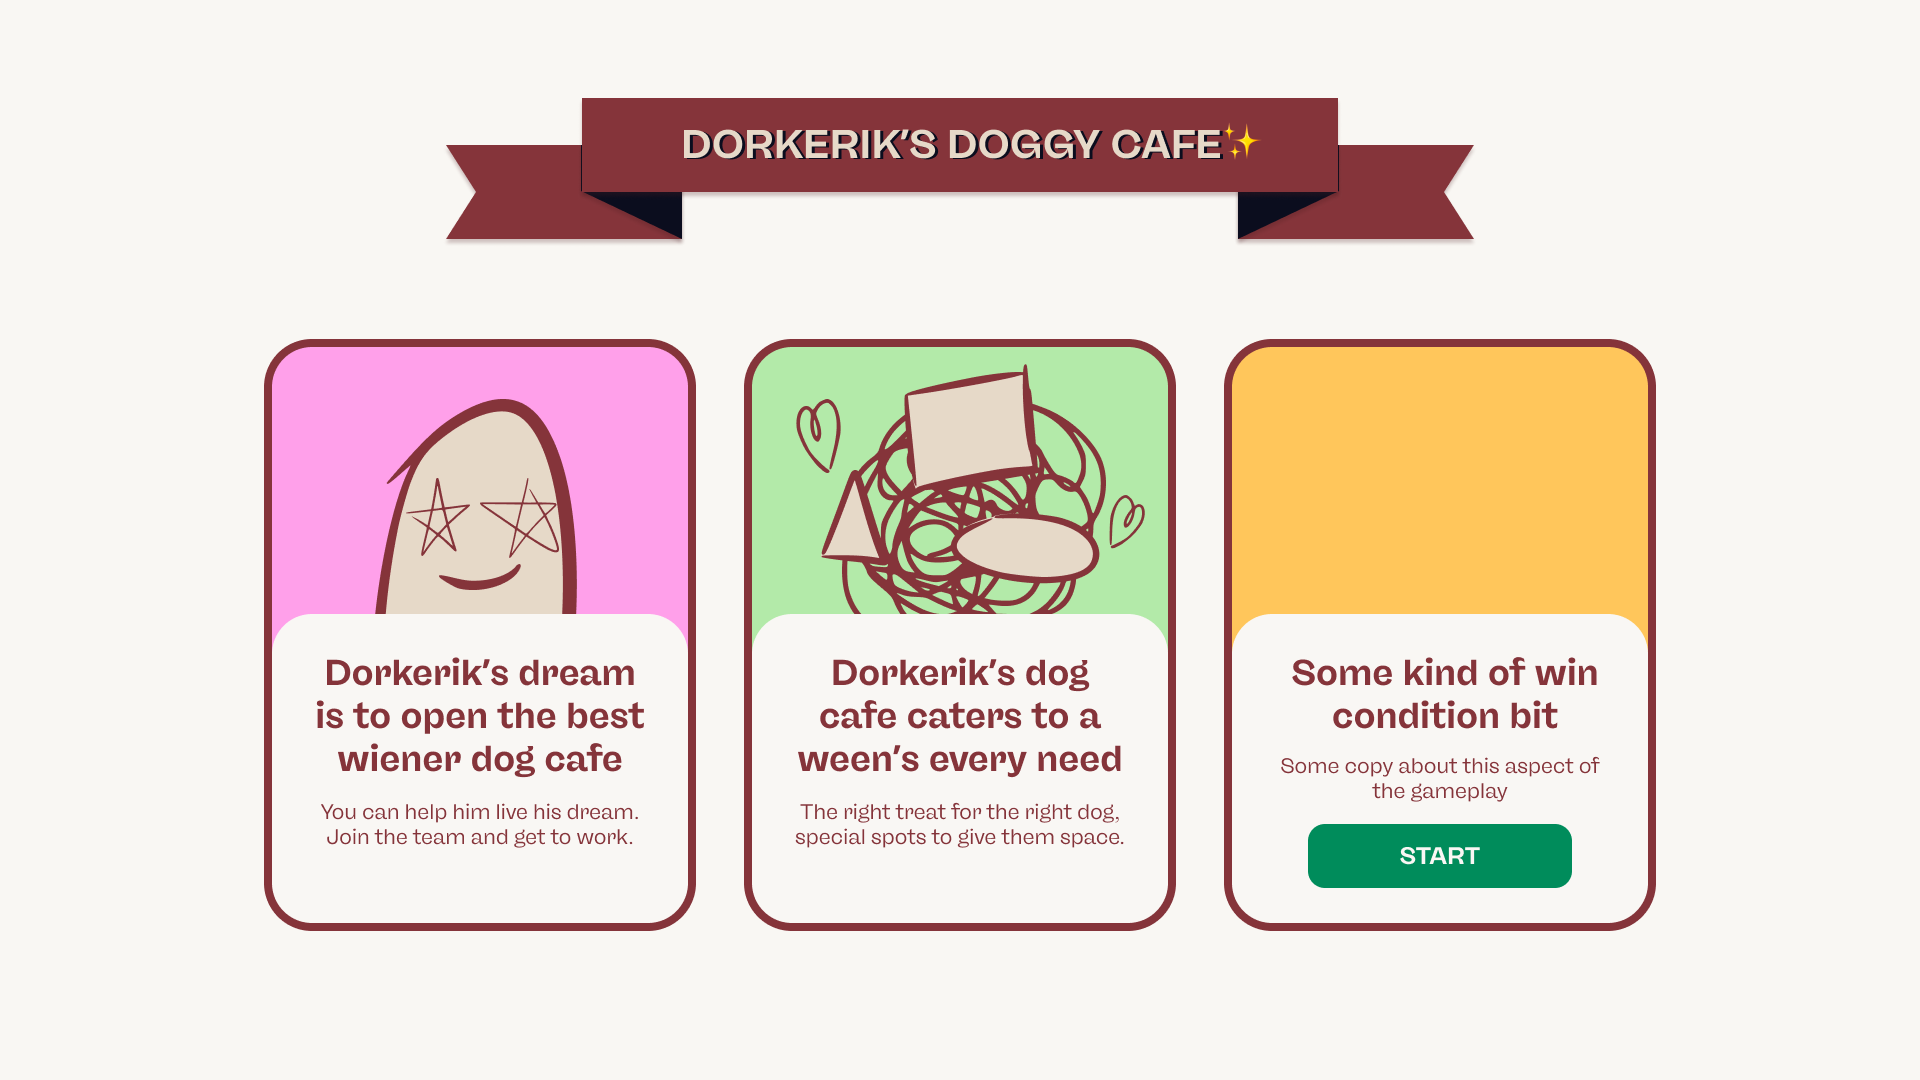 DORKERIK'S DOGGY CAFE✨
Dorkerik's dream
is to open the best
wiener dog cafe
You can help him live his dream.
Join the team and get to work.
Dorkerik's dog
cafe caters to a
ween's every need
The right treat for the right dog,
special spots to give them space.
Some kind of win
condition bit
Some copy about this aspect of
the gameplay
START